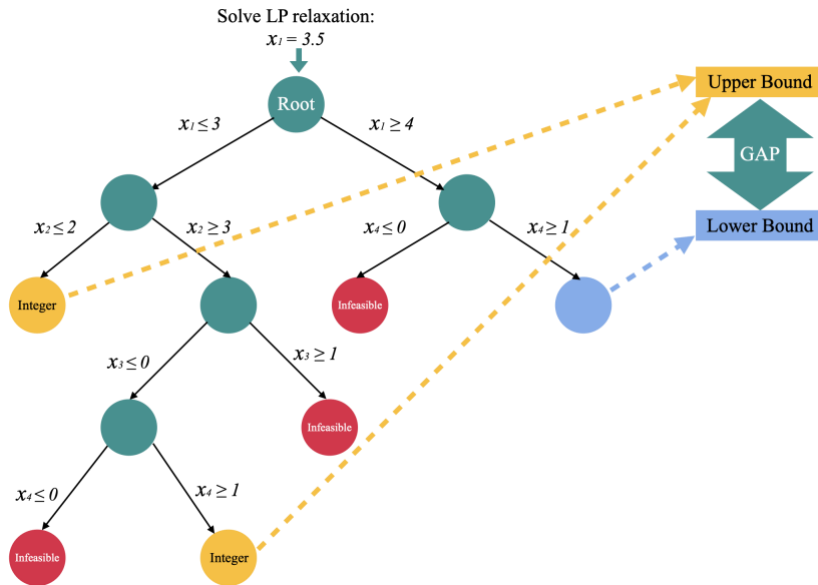 Solve LP relaxation:
x₁ = 3.5
Root
Upper Bound
x₁ ≤ 3
x₁ ≥ 4
GAP
x₂ ≤ 2
x₂ ≥ 3
x₄ ≤ 0
x₄ ≥ 1
Lower Bound
Integer
Infeasible
x₃ ≤ 0
x₃ ≥ 1
Infeasible
x₄ ≤ 0
x₄ ≥ 1
Infeasible
Integer